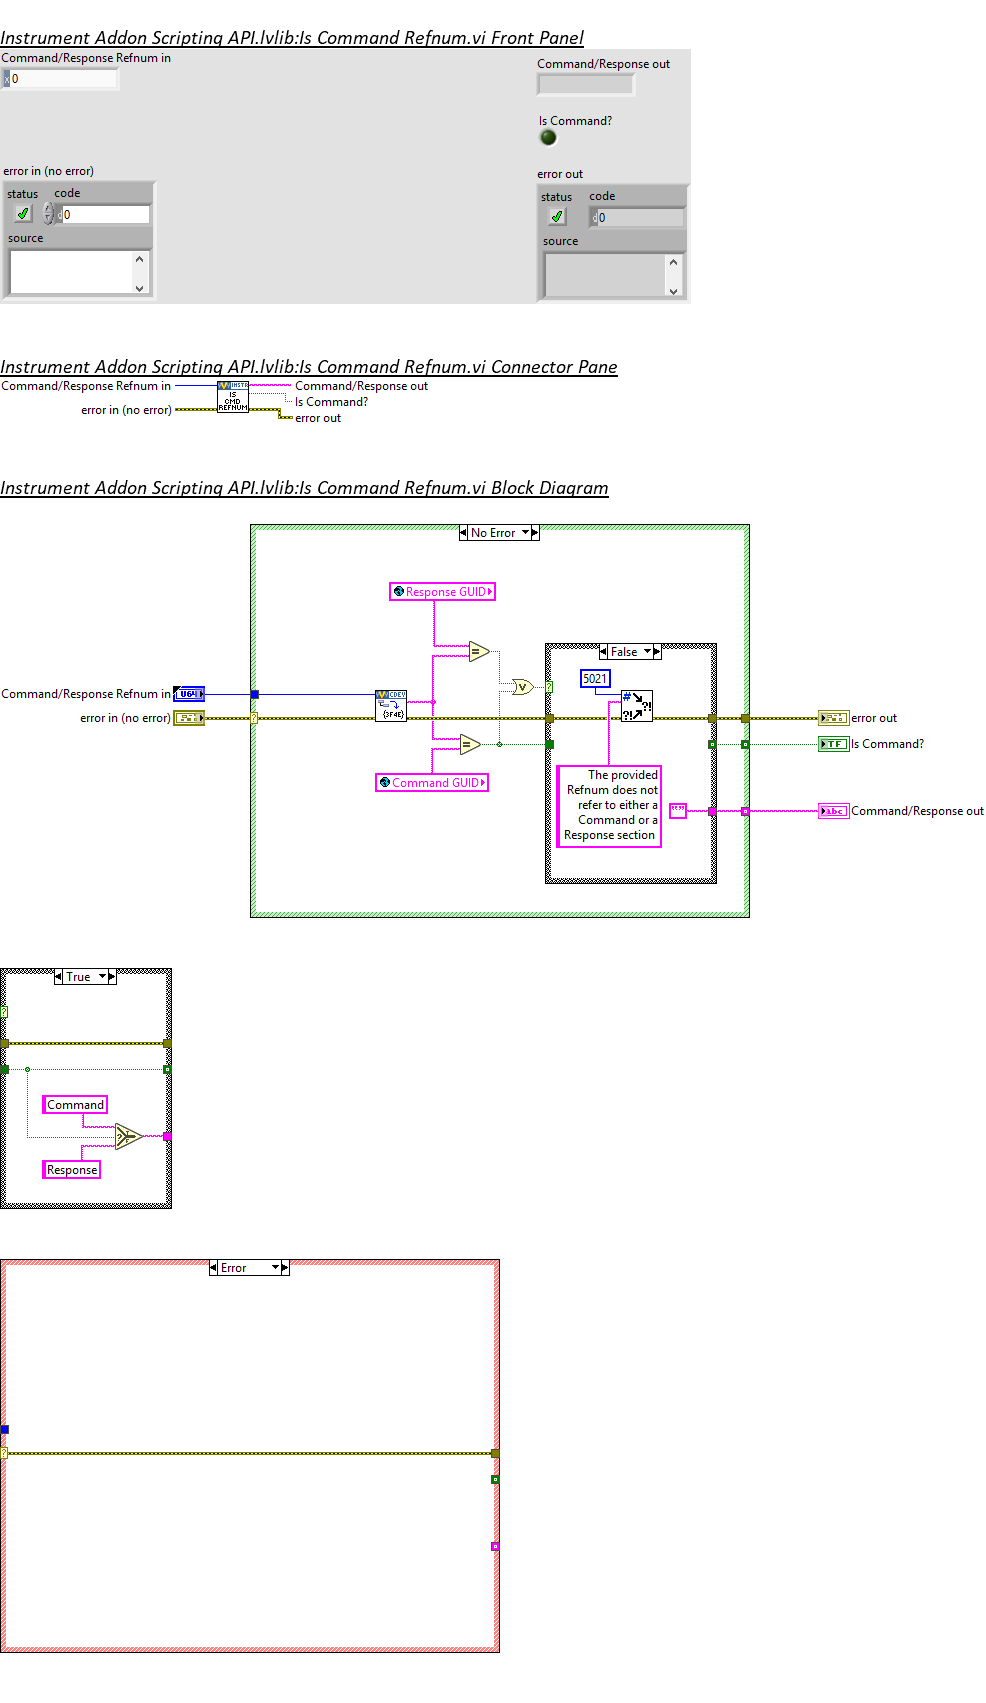 Instrument Addon Scripting API.lvlib:Is Command Refnum.vi Front Panel
Command/Response Refnum in
x 0
Command/Response out
Is Command?
error in (no error)
status code
d 0
source
error out
status code
d 0
source
Instrument Addon Scripting API.lvlib:Is Command Refnum.vi Connector Pane
Command/Response Refnum in
error in (no error)
INSTR
IS
CMD
REFNUM
Command/Response out
Is Command?
error out
Instrument Addon Scripting API.lvlib:Is Command Refnum.vi Block Diagram
No Error
Response GUID
=
False
5021
Command/Response Refnum in
U64
CDEV
{3F4E}
V
?
#
?!
?!
error in (no error)
?
error out
=
TF
Is Command?
Command GUID
The provided
Refnum does not
refer to either a
Command or a
Response section
""
abc
Command/Response out
True
?
Command
? T F
Response
Error
?